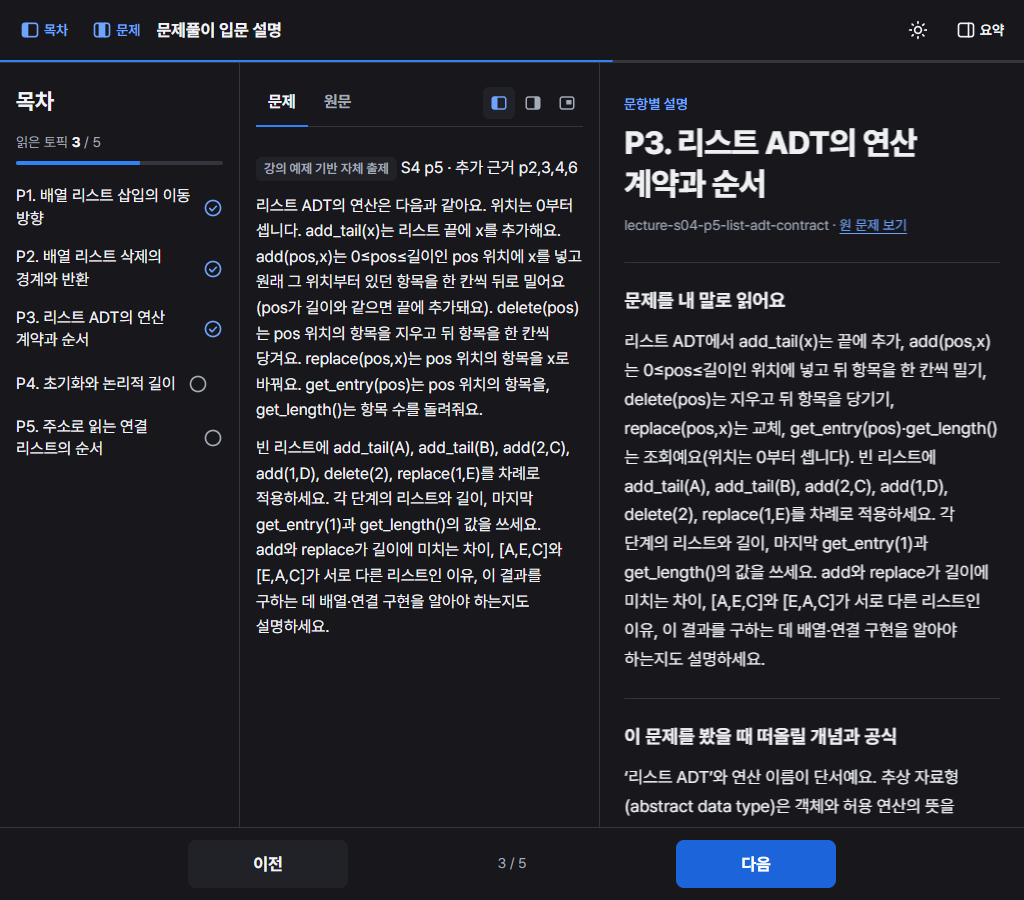 목차
문제
문제풀이 입문 설명
요약
목차
읽은 토픽 3 / 5
P1. 배열 리스트 삽입의 이동
방향
P2. 배열 리스트 삭제의
경계와 반환
P3. 리스트 ADT의 연산
계약과 순서
P4. 초기화와 논리적 길이
P5. 주소로 읽는 연결
리스트의 순서
문제
원문
강의 예제 기반 자체 출제 S4 p5 · 추가 근거 p2,3,4,6
리스트 ADT의 연산은 다음과 같아요. 위치는 0부터
셉니다. add_tail(x)는 리스트 끝에 x를 추가해요.
add(pos,x)는 0≤pos≤길이인 pos 위치에 x를 넣고
원래 그 위치부터 있던 항목을 한 칸씩 뒤로 밀어요
(pos가 길이와 같으면 끝에 추가돼요). delete(pos)
는 pos 위치의 항목을 지우고 뒤 항목을 한 칸씩
당겨요. replace(pos,x)는 pos 위치의 항목을 x로
바꿔요. get_entry(pos)는 pos 위치의 항목을,
get_length()는 항목 수를 돌려줘요.
빈 리스트에 add_tail(A), add_tail(B), add(2,C),
add(1,D), delete(2), replace(1,E)를 차례로
적용하세요. 각 단계의 리스트와 길이, 마지막
get_entry(1)과 get_length()의 값을 쓰세요.
add와 replace가 길이에 미치는 차이, [A,E,C]와
[E,A,C]가 서로 다른 리스트인 이유, 이 결과를
구하는 데 배열·연결 구현을 알아야 하는지도
설명하세요.
문항별 설명
P3. 리스트 ADT의 연산
계약과 순서
lecture-s04-p5-list-adt-contract · 원 문제 보기
문제를 내 말로 읽어요
리스트 ADT에서 add_tail(x)는 끝에 추가, add(pos,x)
는 0≤pos≤길이인 위치에 넣고 뒤 항목을 한 칸씩 밀기,
delete(pos)는 지우고 뒤 항목을 당기기,
replace(pos,x)는 교체, get_entry(pos)·get_length()
는 조회예요(위치는 0부터 셉니다). 빈 리스트에
add_tail(A), add_tail(B), add(2,C), add(1,D),
delete(2), replace(1,E)를 차례로 적용하세요. 각
단계의 리스트와 길이, 마지막 get_entry(1)과
get_length()의 값을 쓰세요. add와 replace가 길이에
미치는 차이, [A,E,C]와 [E,A,C]가 서로 다른 리스트인
이유, 이 결과를 구하는 데 배열·연결 구현을 알아야
하는지도 설명하세요.
이 문제를 봤을 때 떠올릴 개념과 공식
‘리스트 ADT’와 연산 이름이 단서예요. 추상 자료형
(abstract data type)은 객체와 허용 연산의 뜻을
이전
3 / 5
다음